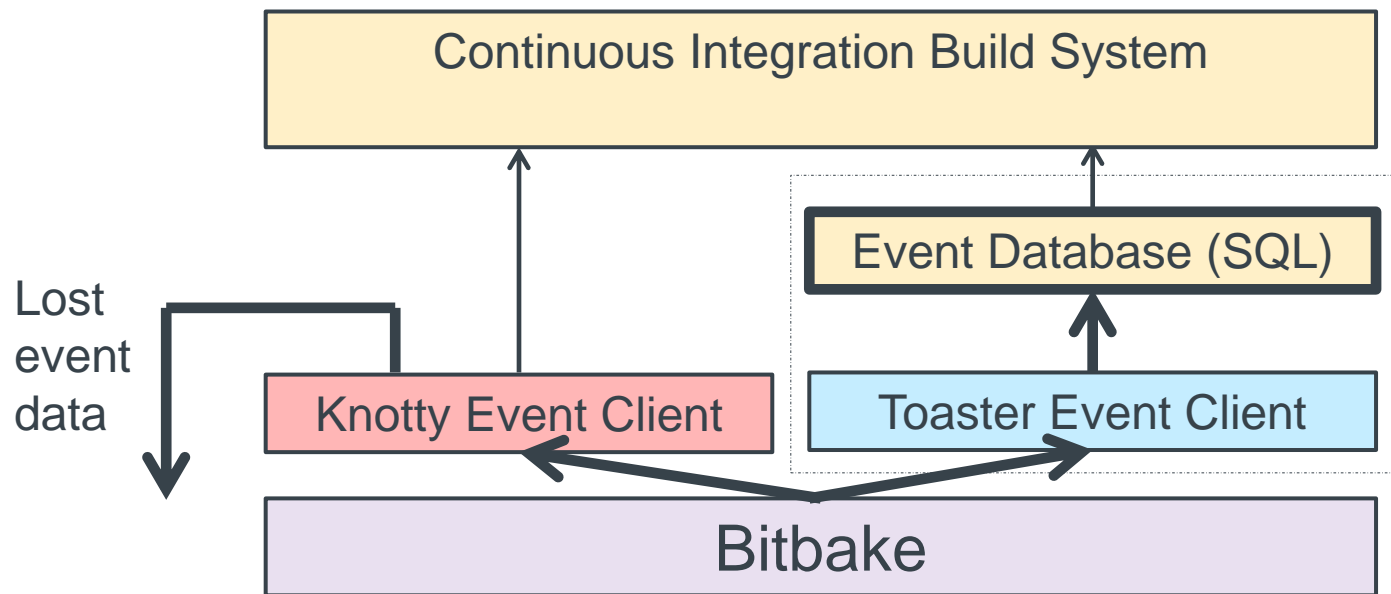 Continuous Integration Build System
Event Database (SQL)
Lost
event
data
Knotty Event Client
Toaster Event Client
Bitbake